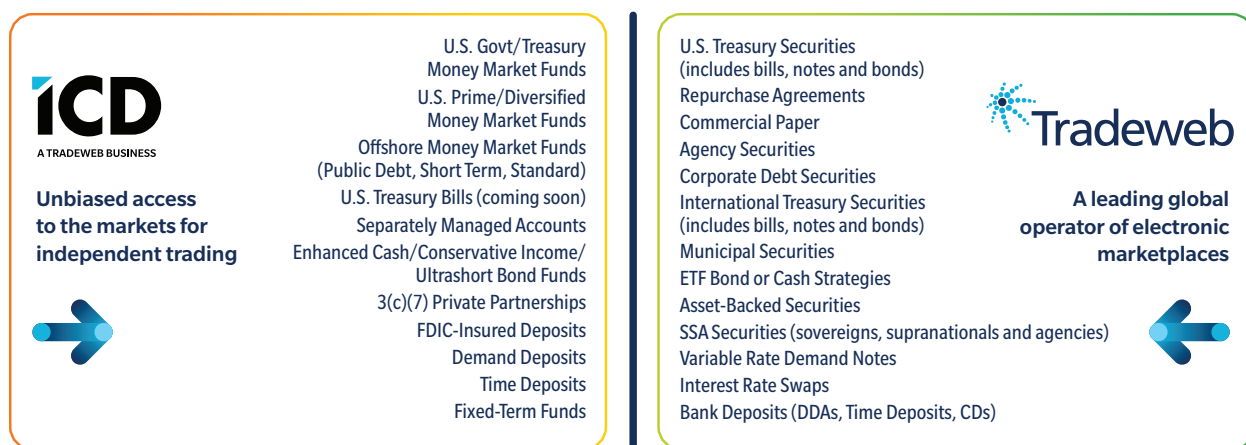 iCD
A TRADEWEB BUSINESS
Unbiased access
to the markets for
independent trading
U.S. Govt/Treasury
Money Market Funds
U.S. Prime/Diversified
Money Market Funds
Offshore Money Market Funds
(Public Debt, Short Term, Standard)
U.S. Treasury Bills (coming soon)
Separately Managed Accounts
Enhanced Cash/Conservative Income/
Ultrashort Bond Funds
3(c)(7) Private Partnerships
FDIC-Insured Deposits
Demand Deposits
Time Deposits
Fixed-Term Funds
U.S. Treasury Securities
(includes bills, notes and bonds)
Repurchase Agreements
Commercial Paper
Agency Securities
Corporate Debt Securities
International Treasury Securities
(includes bills, notes and bonds)
Municipal Securities
ETF Bond or Cash Strategies
Asset-Backed Securities
SSA Securities (sovereigns, supranationals and agencies)
Variable Rate Demand Notes
Interest Rate Swaps
Bank Deposits (DDAs, Time Deposits, CDs)
Tradeweb
A leading global
operator of electronic
marketplaces